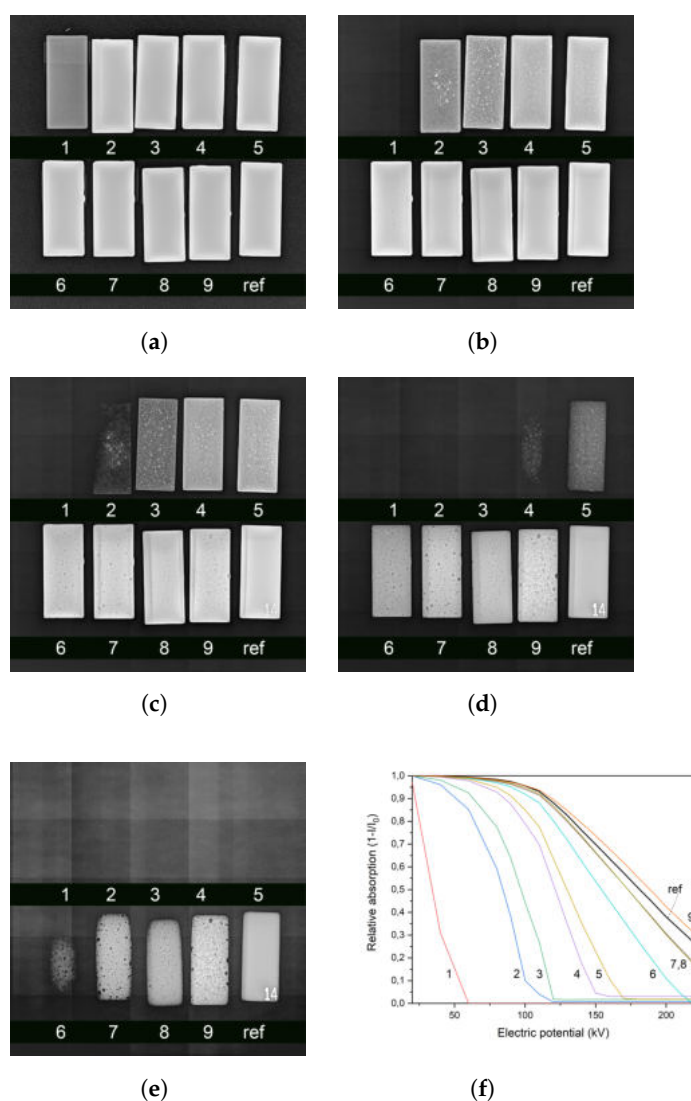 1 2 3 4 5
6 7 8 9 ref
(a)
1 2 3 4 5
6 7 8 9 ref
(b)
1 2 3 4 5
14
6 7 8 9 ref
(c)
1 2 3 4 5
14
6 7 8 9 ref
(d)
1 2 3 4 5
14
6 7 8 9 ref
(e)
Relative absorption (1-I/I₀)
1,0
0,9
0,8
0,7
0,6
0,5
0,4
0,3
0,2
0,1
0,0
ref
9
7,8
1 2 3 4 5 6
50 100 150 200
Electric potential (kV)
(f)